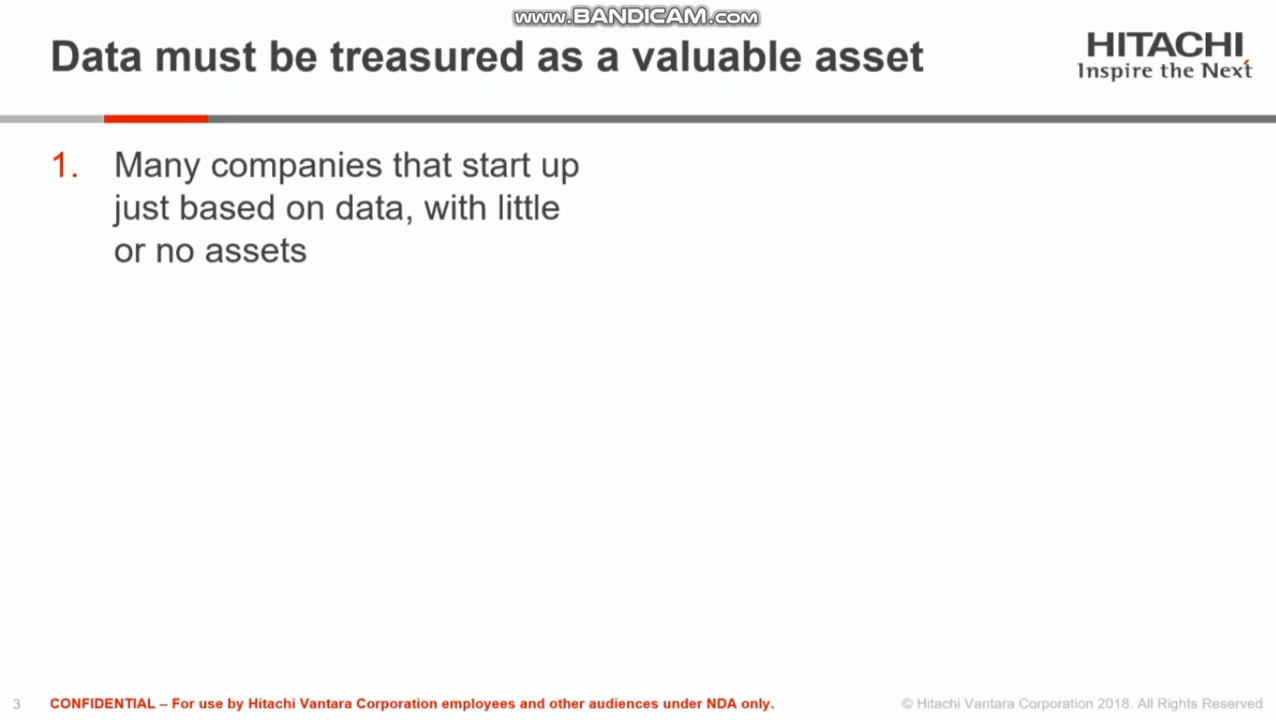 www.BANDICAM.com
Data must be treasured as a valuable asset
HITACHI
Inspire the Next
1. Many companies that start up
just based on data, with little
or no assets
3 CONFIDENTIAL – For use by Hitachi Vantara Corporation employees and other audiences under NDA only.
© Hitachi Vantara Corporation 2018. All Rights Reserved